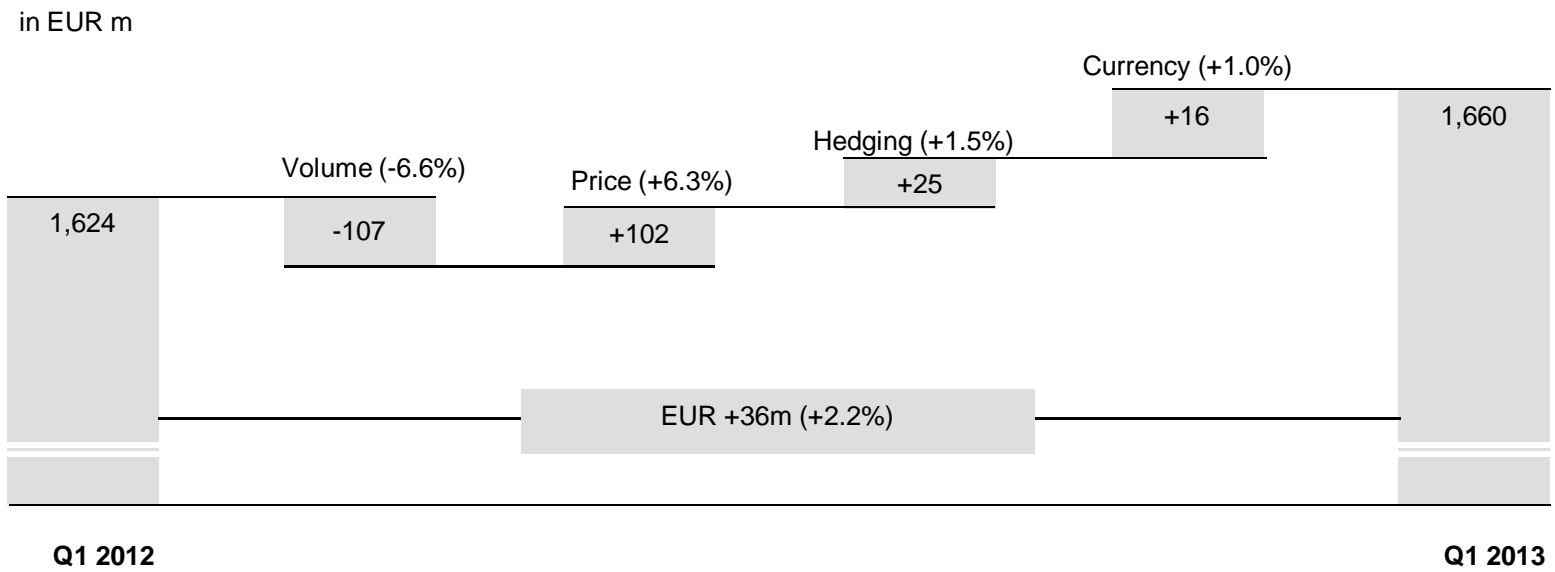 in EUR m
Currency (+1.0%)
+16
1,660
Hedging (+1.5%)
Volume (-6.6%)
Price (+6.3%)
+25
1,624
-107
+102
EUR +36m (+2.2%)
Q1 2012
Q1 2013